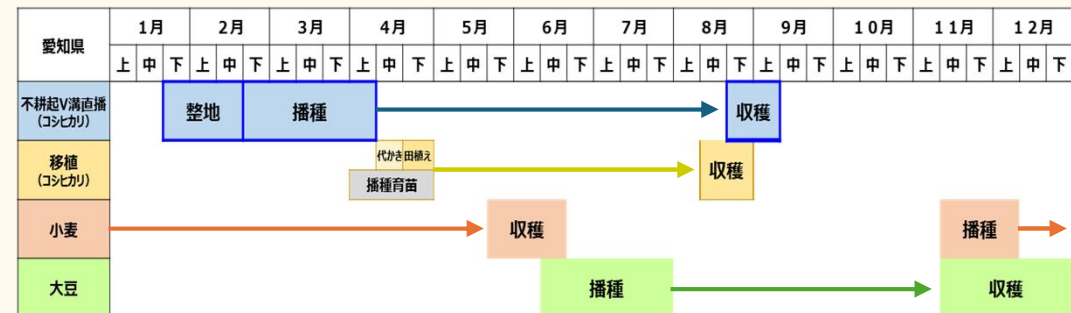 愛知県
1月 2月 3月 4月 5月 6月 7月 8月 9月 10月 11月 12月
上 中 下 上 中 下 上 中 下 上 中 下 上 中 下 上 中 下 上 中 下 上 中 下 上 中 下 上 中 下 上 中 下 上 中 下
不耕起V溝直播
(コシヒカリ)
整地 播種 収穫
移植
(コシヒカリ)
代かき 田植え
播種育苗
収穫
小麦 収穫 播種
大豆 播種 収穫